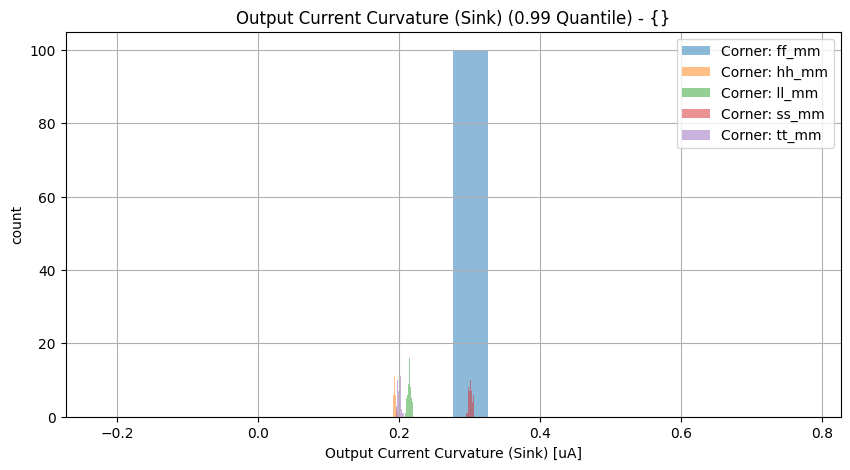 Output Current Curvature (Sink) (0.99 Quantile) - {}
100
80
60
40
20
0
count
Corner: ff_mm
Corner: hh_mm
Corner: ll_mm
Corner: ss_mm
Corner: tt_mm
−0.2
0.0
0.2
0.4
0.6
0.8
Output Current Curvature (Sink) [uA]